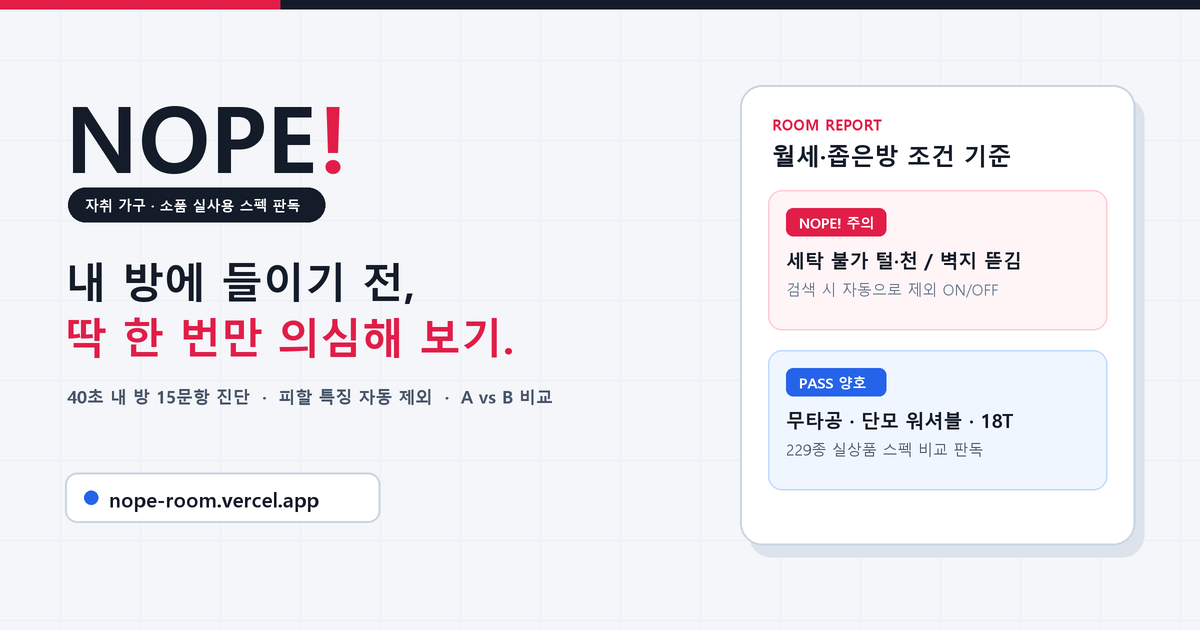 NOPE!
자취 가구 · 소품 실사용 스펙 판독
내 방에 들이기 전,
딱 한 번만 의심해 보기.
40초 내 방 15문항 진단 · 피할 특징 자동 제외 · A vs B 비교
nope-room.vercel.app
ROOM REPORT
월세·좁은방 조건 기준
NOPE! 주의
세탁 불가 털·천 / 벽지 뜯김
검색 시 자동으로 제외 ON/OFF
PASS 양호
무타공 · 단모 워셔블 · 18T
229종 실상품 스펙 비교 판독